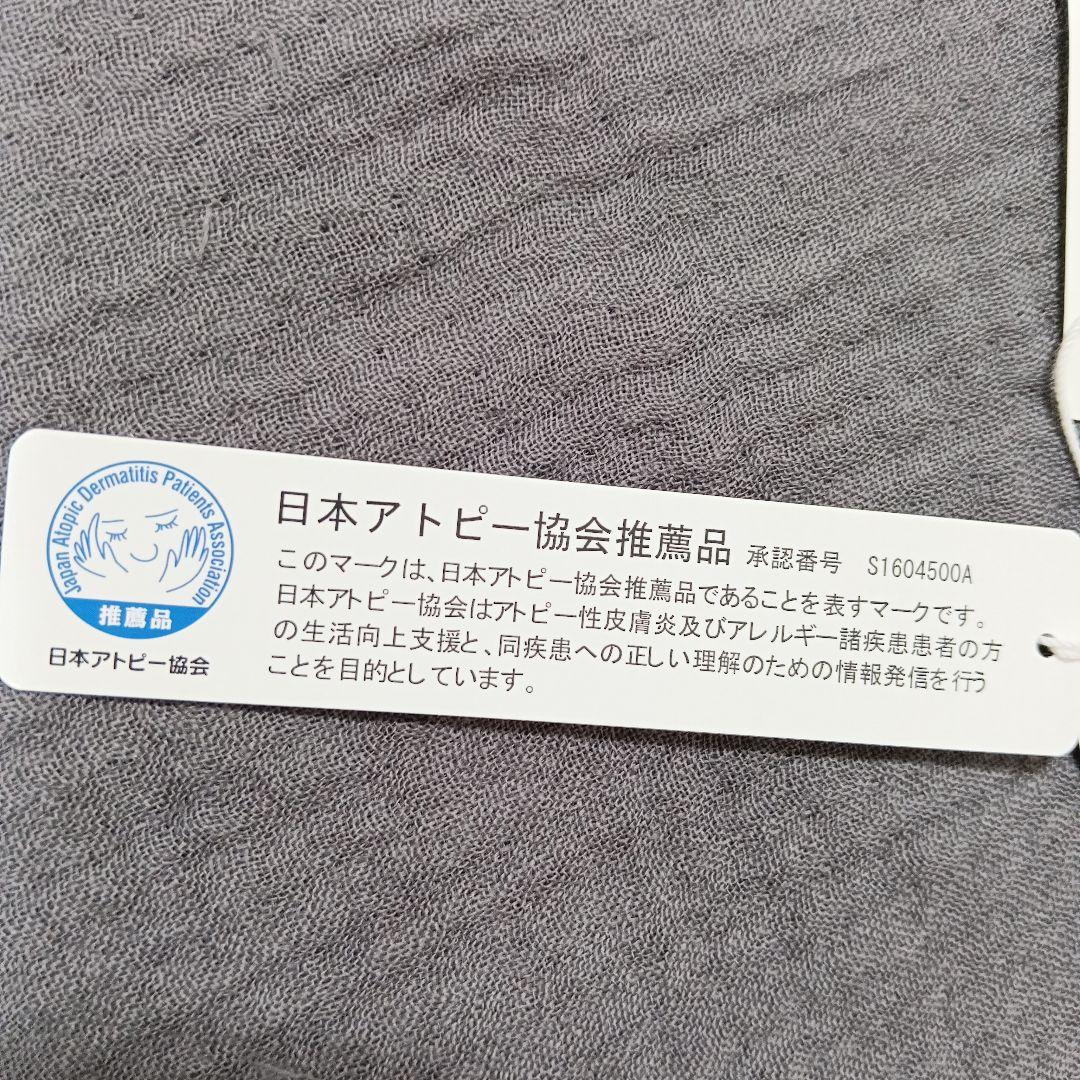 Japan Atopic Dermatitis Patients Association
推薦品
日本アトピー協会
日本アトピー協会推薦品 承認番号 S1604500A
このマークは、日本アトピー協会推薦品であることを表すマークです。
日本アトピー協会はアトピー性皮膚炎及びアレルギー諸疾患患者の方
の生活向上支援と、同疾患への正しい理解のための情報発信を行う
ことを目的としています。